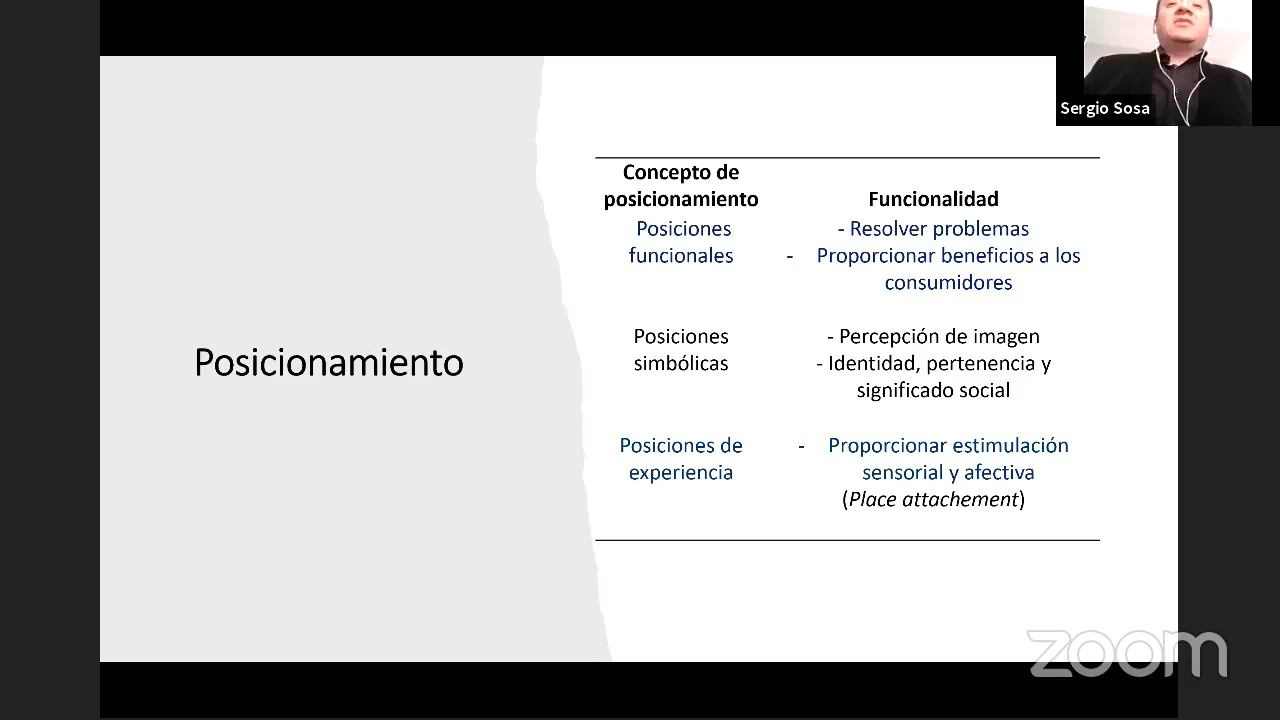 Sergio Sosa
Posicionamiento
Concepto de
posicionamiento
Funcionalidad
Posiciones
funcionales
- Resolver problemas
- Proporcionar beneficios a los
consumidores
Posiciones
simbólicas
- Percepción de imagen
- Identidad, pertenencia y
significado social
Posiciones de
experiencia
- Proporcionar estimulación
sensorial y afectiva
(Place attachement)
zoom